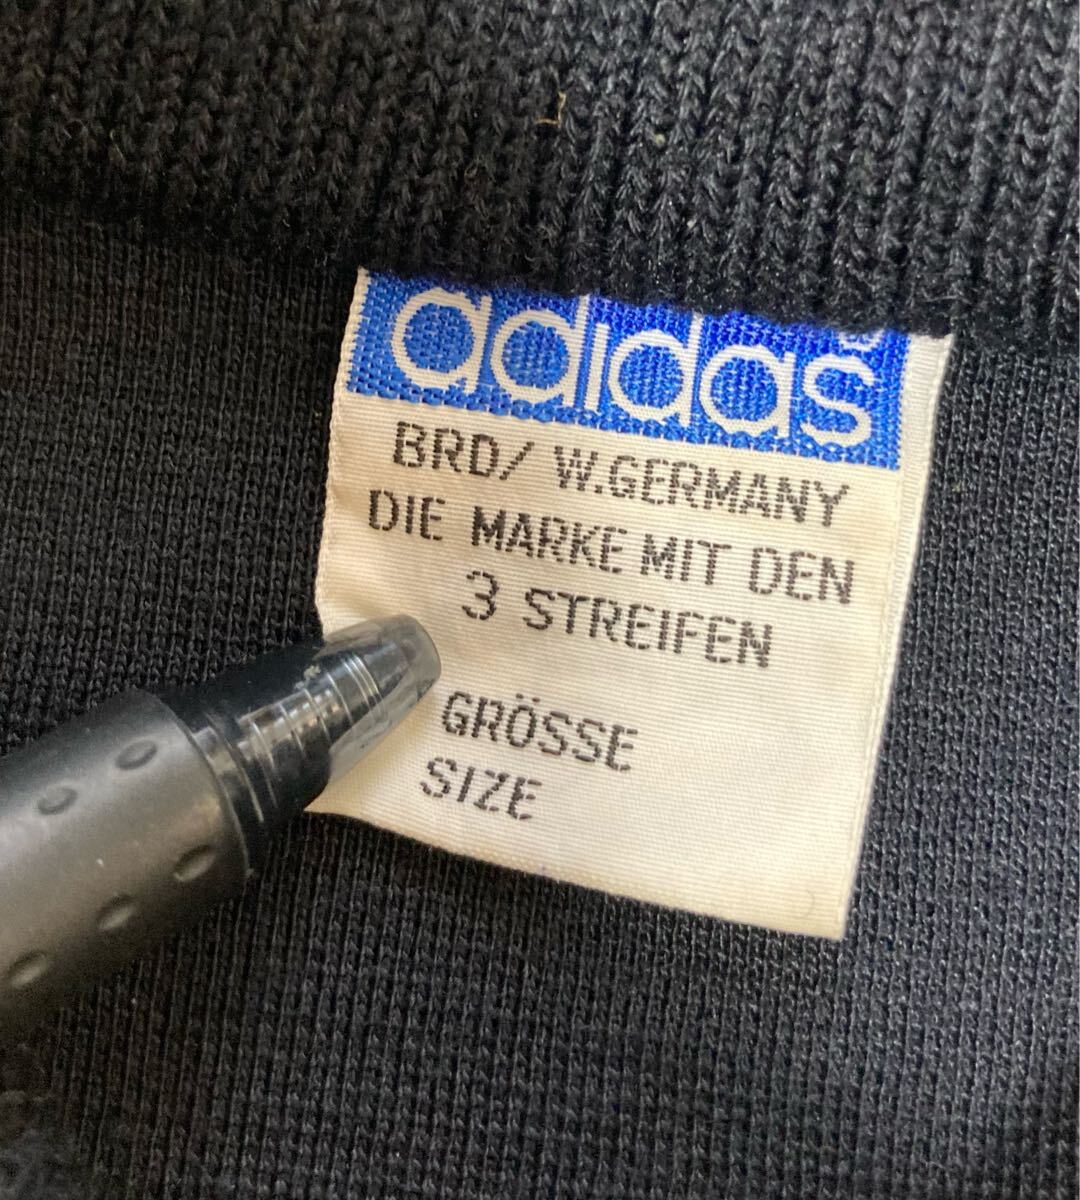 adidas®
BRD/ W.GERMANY
DIE MARKE MIT DEN
3 STREIFEN
GRÖSSE
SIZE